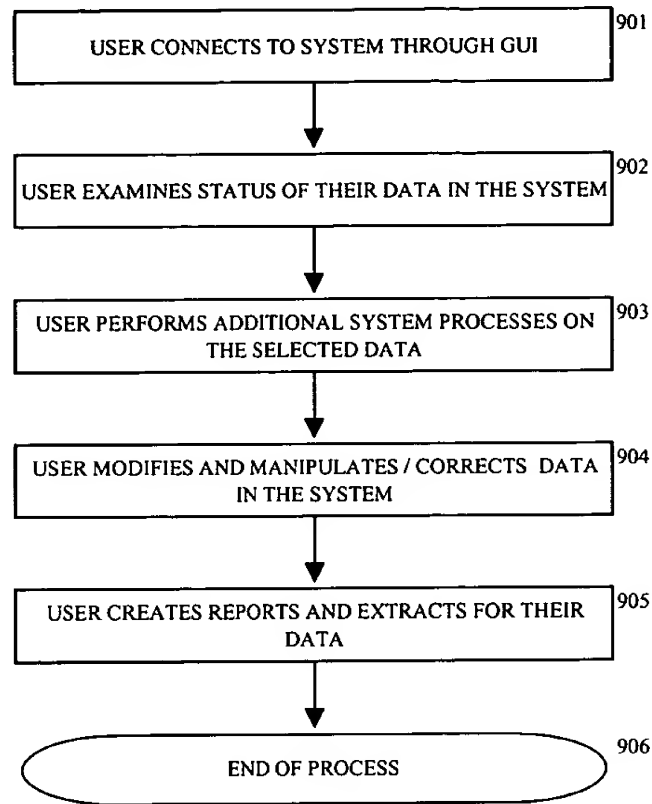 901
USER CONNECTS TO SYSTEM THROUGH GUI
902
USER EXAMINES STATUS OF THEIR DATA IN THE SYSTEM
903
USER PERFORMS ADDITIONAL SYSTEM PROCESSES ON
THE SELECTED DATA
904
USER MODIFIES AND MANIPULATES / CORRECTS DATA
IN THE SYSTEM
905
USER CREATES REPORTS AND EXTRACTS FOR THEIR
DATA
906
END OF PROCESS